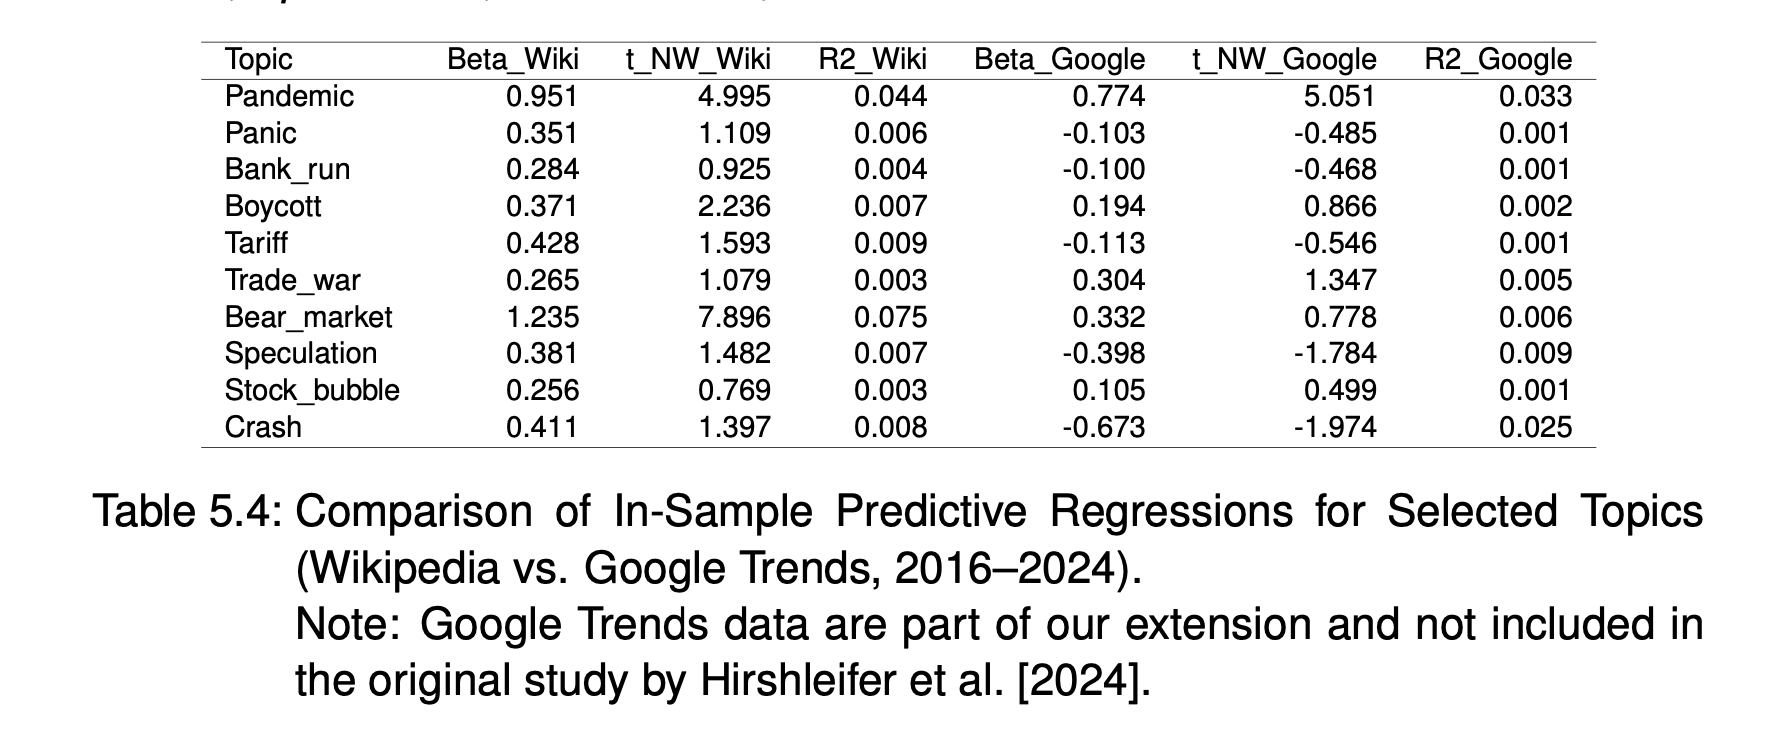 Topic Beta_Wiki t_NW_Wiki R2_Wiki Beta_Google t_NW_Google R2_Google
Pandemic 0.951 4.995 0.044 0.774 5.051 0.033
Panic 0.351 1.109 0.006 -0.103 -0.485 0.001
Bank_run 0.284 0.925 0.004 -0.100 -0.468 0.001
Boycott 0.371 2.236 0.007 0.194 0.866 0.002
Tariff 0.428 1.593 0.009 -0.113 -0.546 0.001
Trade_war 0.265 1.079 0.003 0.304 1.347 0.005
Bear_market 1.235 7.896 0.075 0.332 0.778 0.006
Speculation 0.381 1.482 0.007 -0.398 -1.784 0.009
Stock_bubble 0.256 0.769 0.003 0.105 0.499 0.001
Crash 0.411 1.397 0.008 -0.673 -1.974 0.025
Table 5.4: Comparison of In-Sample Predictive Regressions for Selected Topics
(Wikipedia vs. Google Trends, 2016–2024).
Note: Google Trends data are part of our extension and not included in
the original study by Hirshleifer et al. [2024].